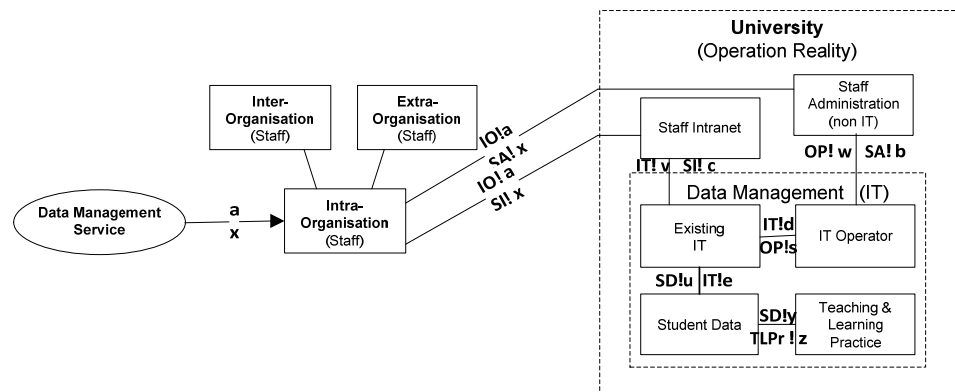 University
(Operation Reality)
Inter-
Organisation
(Staff)
Extra-
Organisation
(Staff)
Staff
Administration
(non IT)
Staff Intranet
IO!a
SA! x
IO! a
SI! x
OP! w SA! b
IT! v SI! c
Data Management (IT)
Data Management
Service
a
x
Intra-
Organisation
(Staff)
Existing
IT
IT!d
OP!s
IT Operator
SD!u IT!e
Student Data
SD!y
TLPr ! z
Teaching &
Learning
Practice